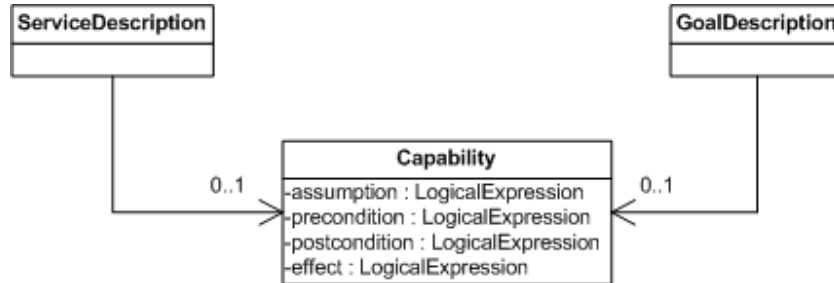 ServiceDescription
GoalDescription
Capability
0..1
0..1
-assumption : LogicalExpression
-precondition : LogicalExpression
-postcondition : LogicalExpression
-effect : LogicalExpression